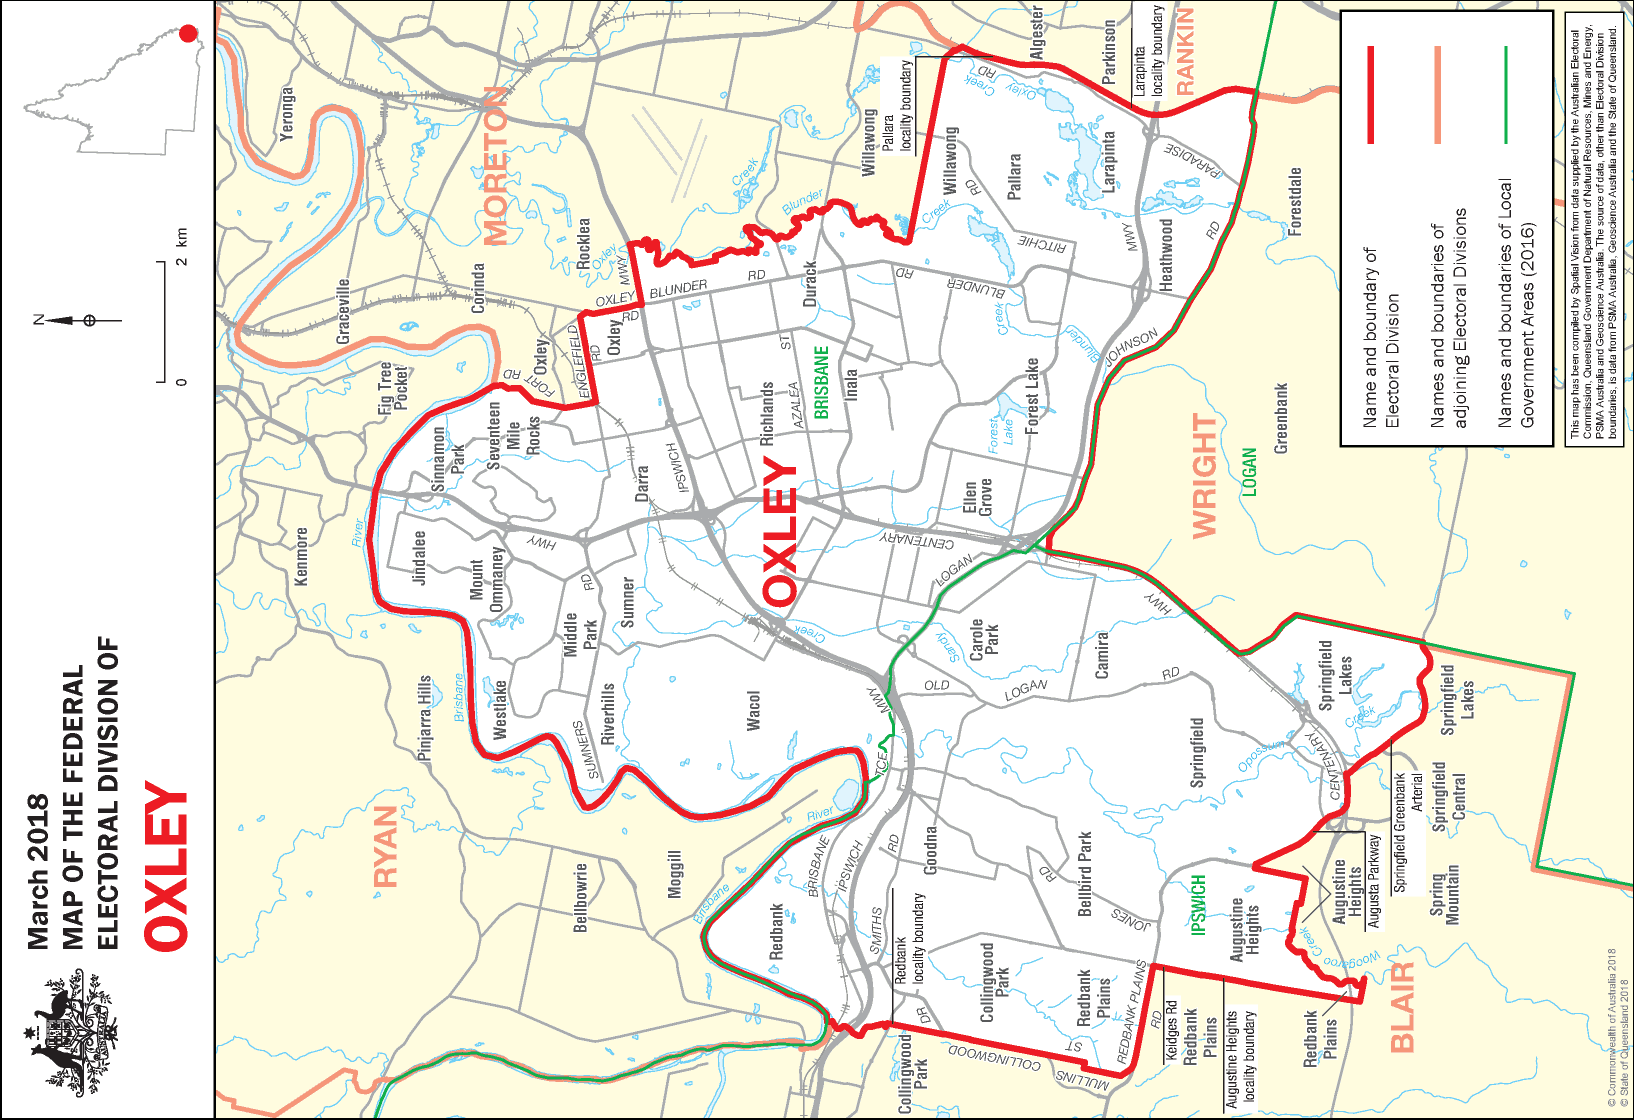 March 2018
MAP OF THE FEDERAL
ELECTORAL DIVISION OF
OXLEY
N
0
2 km
Name and boundary of
Electoral Division
Names and boundaries of
adjoining Electoral Divisions
Names and boundaries of Local
Government Areas (2016)
This map has been compiled by Spatial Vision from data supplied by the Australian Electoral
Commission, Queensland Government Department of Natural Resources, Mines and Energy,
PSMA Australia and Geoscience Australia. The source of data, other than Electoral Division
boundaries, is data from PSMA Australia, Geoscience Australia and the State of Queensland.
© Commonwealth of Australia 2018
© State of Queensland 2018
RYAN
MORETON
RANKIN
WRIGHT
BLAIR
OXLEY
BRISBANE
LOGAN
IPSWICH
Yeronga
Graceville
Corinda
Rocklea
Fig Tree
Pocket
Oxley
Oxley
Kenmore
Sinnamon
Park
Seventeen
Mile
Rocks
Jindalee
Mount
Ommaney
Middle
Park
Sumner
Darra
Westlake
Riverhills
Pinjarra Hills
Bellbowrie
Moggill
Wacol
Richlands
Inala
Durack
Willawong
Pallara
locality boundary
Willawong
Pallara
Larapinta
Algester
Parkinson
Larapinta
locality boundary
Heathwood
Forestdale
Forest Lake
Ellen
Grove
Greenbank
Carole
Park
Camira
Springfield
Springfield
Lakes
Springfield
Lakes
Springfield
Central
Springfield Greenbank
Arterial
Augusta Parkway
Augustine
Heights
Augustine
Heights
Spring
Mountain
Bellbird Park
Goodna
Redbank
Redbank
locality boundary
Collingwood
Park
Collingwood
Park
Redbank
Plains
Redbank
Plains
Redbank
Plains
Keidges Rd
Augustine Heights
locality boundary
River
Brisbane
River
Brisbane
Oxley
Creek
Blunder
Creek
Oxley
Creek
Blunder
Creek
Forest
Lake
Sandy
Creek
Opossum
Creek
Woogaroo
Creek
FORT
RD
ENGLEFIELD
RD
OXLEY
RD
MWY
BLUNDER
RD
IPSWICH
MWY
HWY
SUMNERS
RD
AZALEA
ST
CENTENARY
HWY
LOGAN
BLUNDER
RD
RITCHIE
RD
RD
MWY
PARADISE
RD
JOHNSON
OLD
LOGAN
RD
CENTENARY
BRISBANE
TCE
IPSWICH
SMITHS
RD
JONES
RD
REDBANK PLAINS
RD
COLLINGWOOD
DR
MULLINS
ST